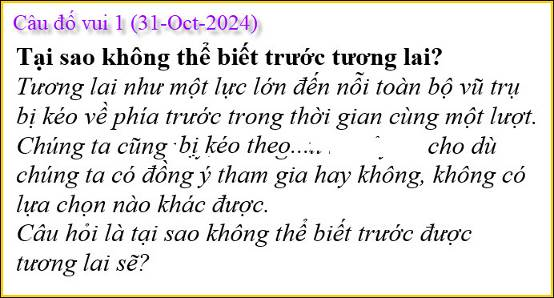 Câu đố vui 1 (31-Oct-2024)
Tại sao không thể biết trước tương lai?
Tương lai như một lực lớn đến nỗi toàn bộ vũ trụ
bị kéo về phía trước trong thời gian cùng một lượt.
Chúng ta cũng bị kéo theo..... cho dù
chúng ta có đồng ý tham gia hay không, không có
lựa chọn nào khác được.
Câu hỏi là tại sao không thể biết trước được
tương lai sẽ?